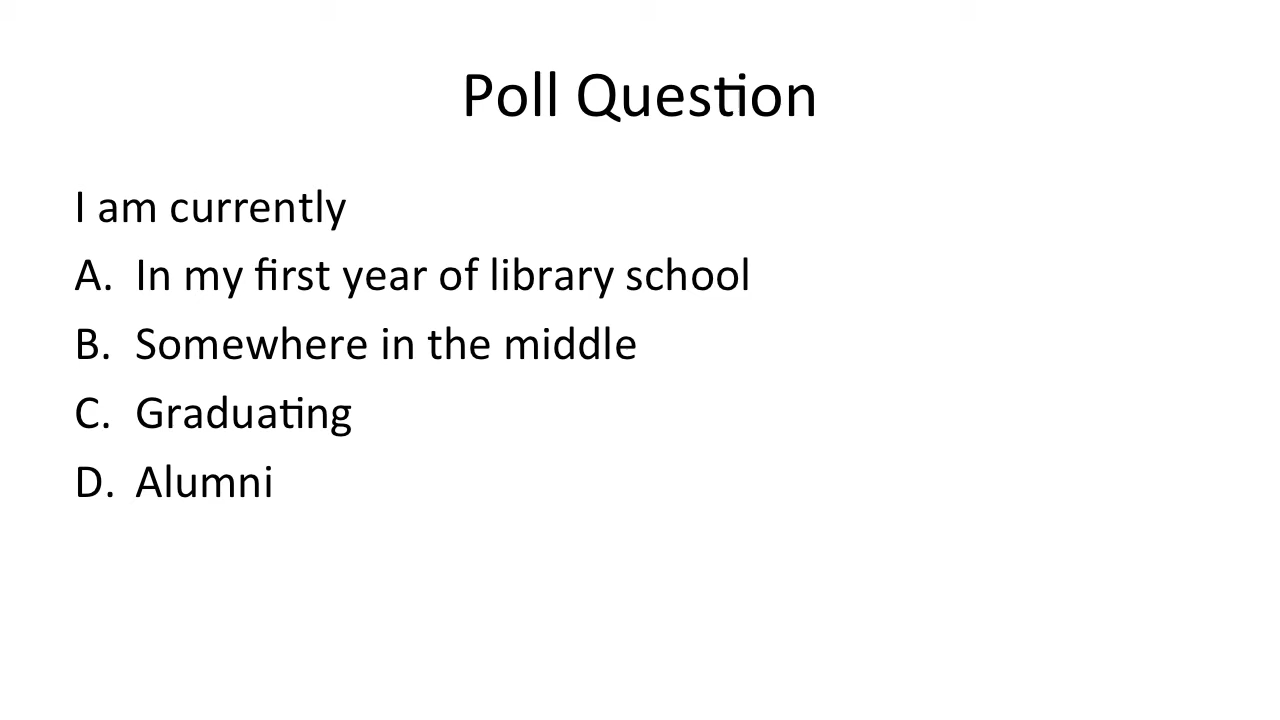 Poll Question
I am currently
A. In my first year of library school
B. Somewhere in the middle
C. Graduating
D. Alumni